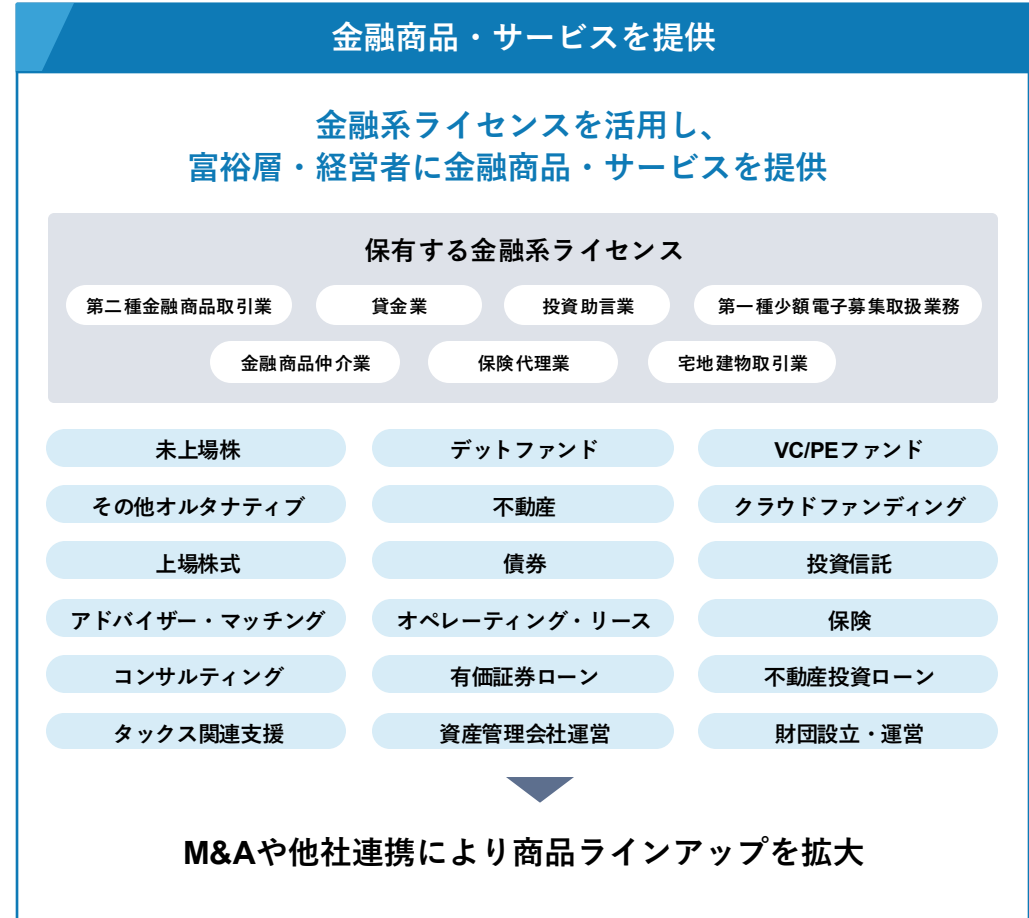 金融商品・サービスを提供
金融系ライセンスを活用し、
富裕層・経営者に金融商品・サービスを提供
保有する金融系ライセンス
第二種金融商品取引業
貸金業
投資助言業
第一種少額電子募集取扱業務
金融商品仲介業
保険代理業
宅地建物取引業
未上場株
デットファンド
VC/PEファンド
その他オルタナティブ
不動産
クラウドファンディング
上場株式
債券
投資信託
アドバイザー・マッチング
オペレーティング・リース
保険
コンサルティング
有価証券ローン
不動産投資ローン
タックス関連支援
資産管理会社運営
財団設立・運営
M&Aや他社連携により商品ラインアップを拡大